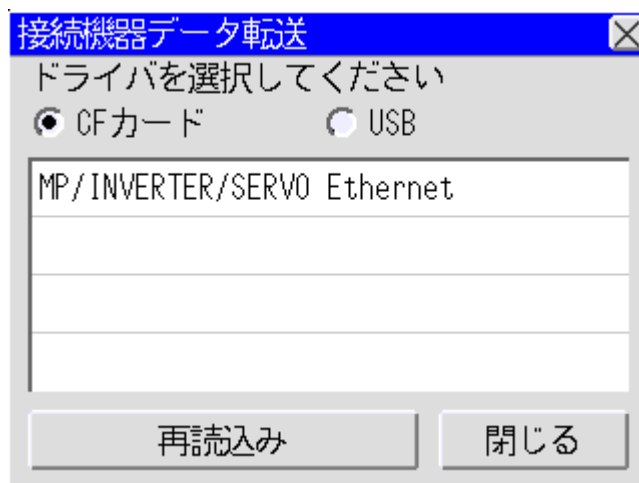 接続機器データ転送
ドライバを選択してください
CFカード USB
MP/INVERTER/SERVO Ethernet
再読込み 閉じる